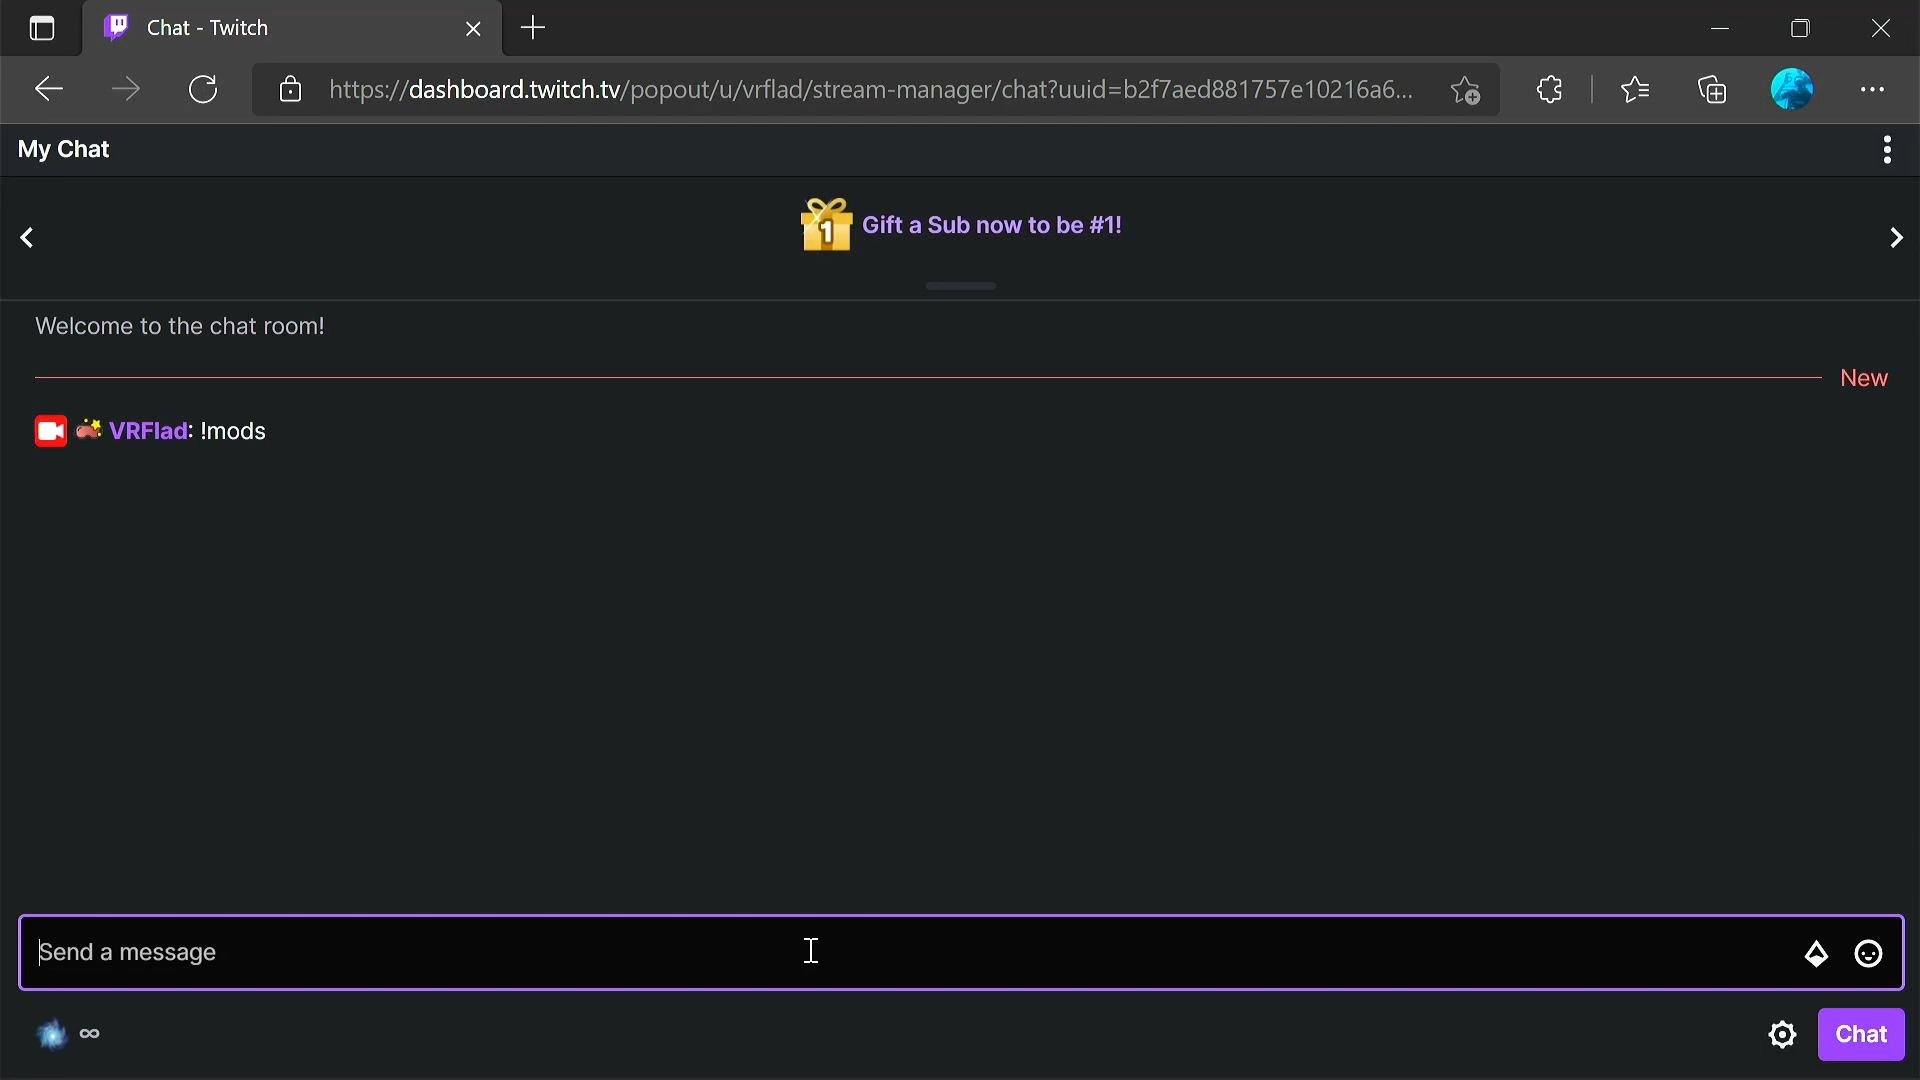 Chat - Twitch
https://dashboard.twitch.tv/popout/u/vrflad/stream-manager/chat?uuid=b2f7aed881757e10216a6...
My Chat
1 Gift a Sub now to be #1!
Welcome to the chat room!
New
VRFlad: !mods
Send a message
∞
Chat